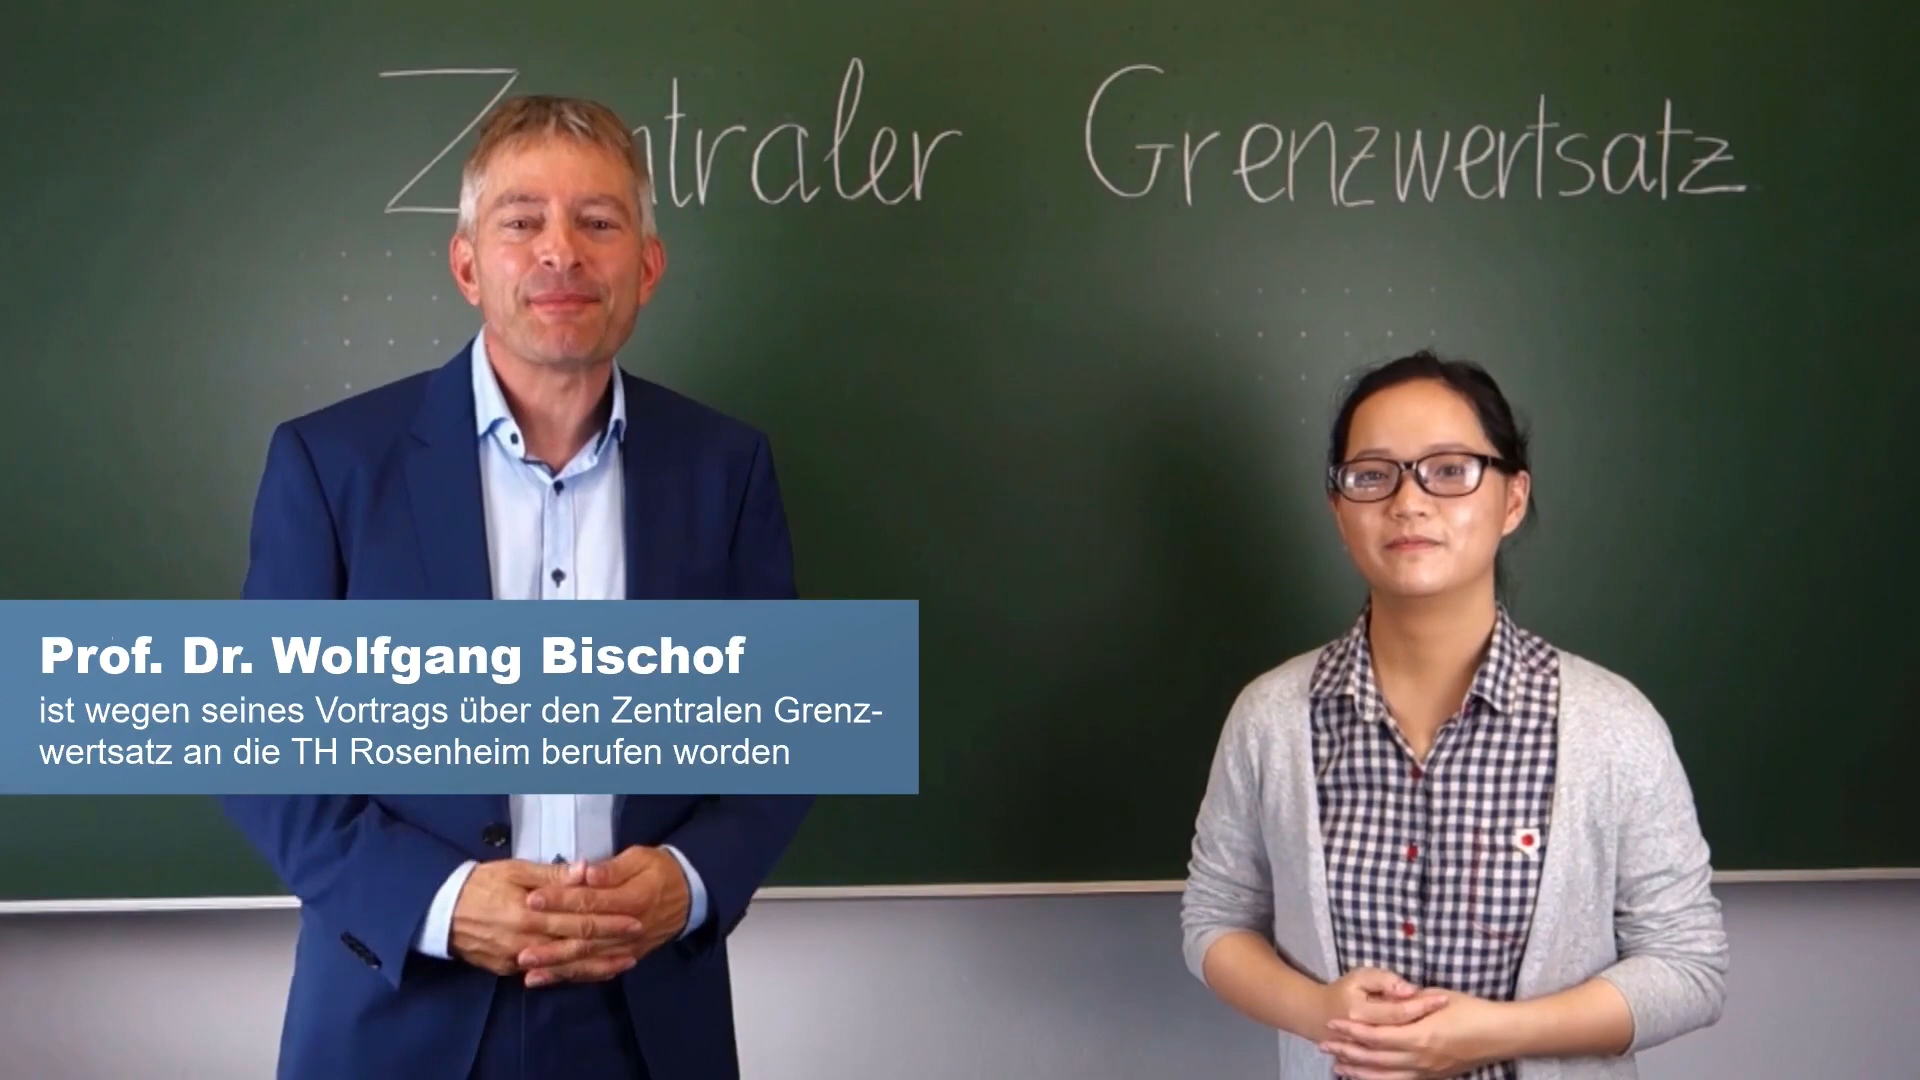 Zentraler Grenzwertsatz
Prof. Dr. Wolfgang Bischof
ist wegen seines Vortrags über den Zentralen Grenz-
wertsatz an die TH Rosenheim berufen worden